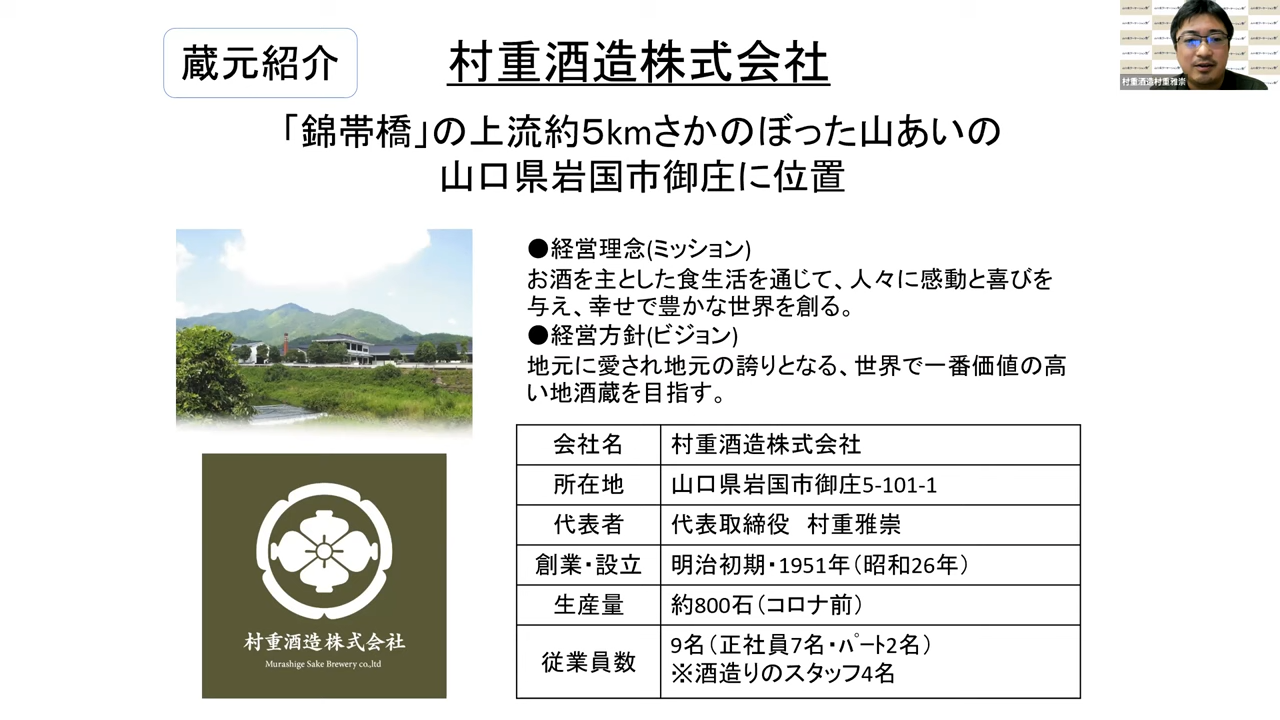 蔵元紹介
村重酒造株式会社
「錦帯橋」の上流約5kmさかのぼった山あいの
山口県岩国市御庄に位置
●経営理念(ミッション)
お酒を主とした食生活を通じて、人々に感動と喜びを
与え、幸せで豊かな世界を創る。
●経営方針(ビジョン)
地元に愛され地元の誇りとなる、世界で一番価値の高
い地酒蔵を目指す。
会社名 村重酒造株式会社
所在地 山口県岩国市御庄5-101-1
代表者 代表取締役 村重雅崇
創業・設立 明治初期・1951年(昭和26年)
生産量 約800石(コロナ前)
従業員数 9名(正社員7名・ﾊﾟｰﾄ2名)
※酒造りのスタッフ4名
村重酒造株式会社
Murashige Sake Brewery co.,ltd
村重酒造村重雅崇